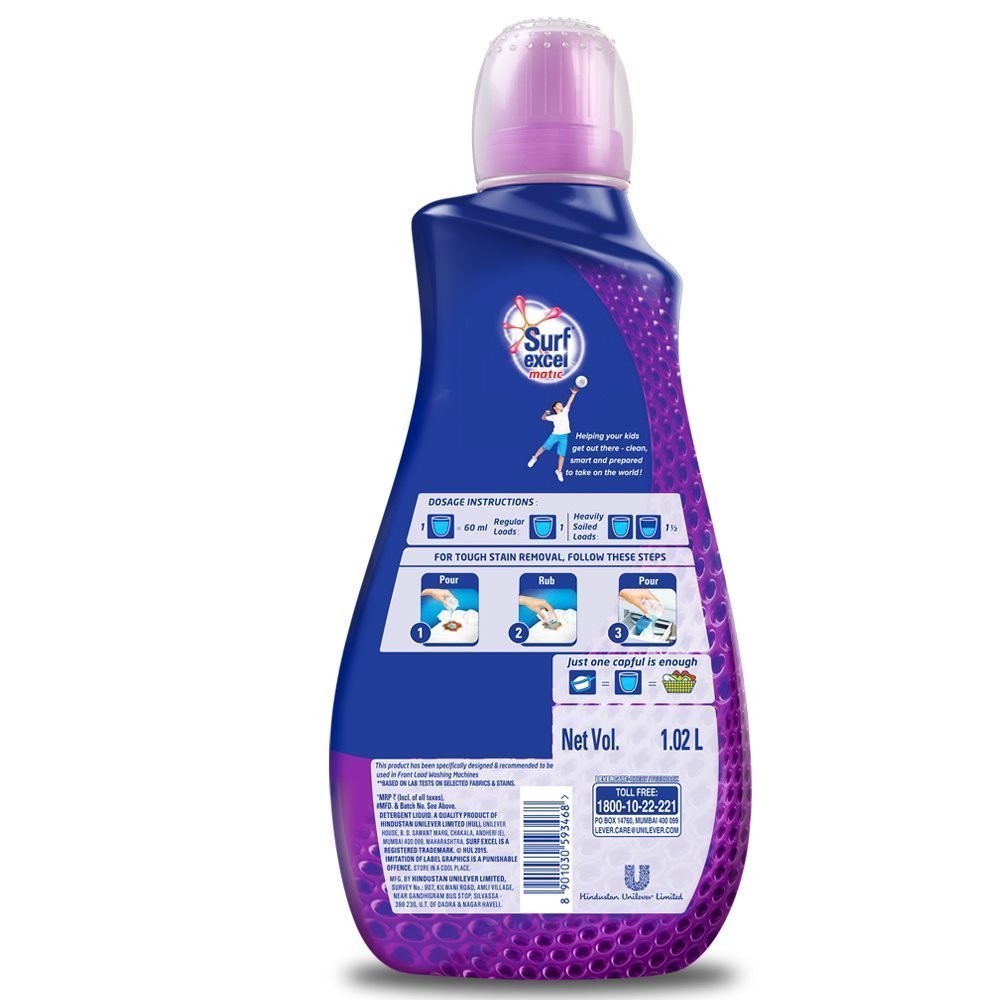 Surf
excel
matic
Helping your kids
get out there - clean,
smart and prepared
to take on the world!
DOSAGE INSTRUCTIONS:
1 = 60 ml Regular Loads: 1 Heavily Soiled Loads: 1½
FOR TOUGH STAIN REMOVAL, FOLLOW THESE STEPS
Pour Rub Pour
1 2 3
Just one capful is enough
= =
Net Vol. 1.02 L
This product has been specifically designed & recommended to be
used in Front Load Washing Machines
**BASED ON LAB TESTS ON SELECTED FABRICS & STAINS.
*MRP ₹ (Incl. of all taxes),
#MFD. & Batch No. See Above.
DETERGENT LIQUID. A QUALITY PRODUCT OF
HINDUSTAN UNILEVER LIMITED (HUL), UNILEVER
HOUSE, B. D. SAWANT MARG, CHAKALA, ANDHERI (E),
MUMBAI 400 099, MAHARASHTRA. SURF EXCEL IS A
REGISTERED TRADEMARK. © HUL 2015.
IMITATION OF LABEL GRAPHICS IS A PUNISHABLE
OFFENCE. STORE IN A COOL PLACE.
MFG. BY HINDUSTAN UNILEVER LIMITED,
SURVEY No.: 907, KILWANI ROAD, AMLI VILLAGE,
NEAR GANDHIGRAM BUS STOP, SILVASSA -
396 230, U.T. OF DADRA & NAGAR HAVELI.
8 901030 593468
LEVERCARE: QUERY/FEEDBACK
TOLL FREE:
1800-10-22-221
PO BOX 14760, MUMBAI 400 099
LEVER.CARE@UNILEVER.COM
Hindustan Unilever Limited